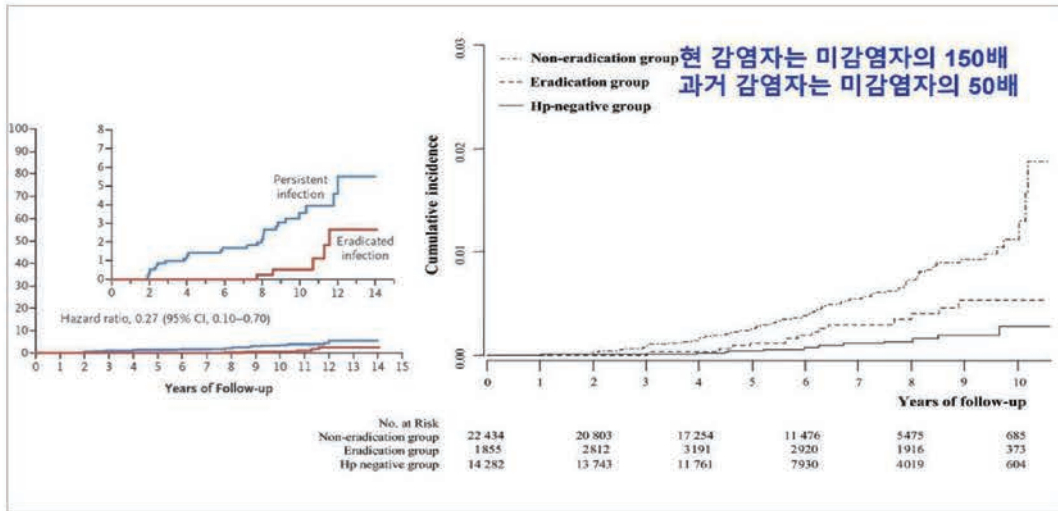 100
90
80
70
60
50
40
30
20
10
0
8
7
6
5
4
3
2
1
0
Persistent
infection
Eradicated
infection
0 2 4 6 8 10 12 14
Hazard ratio, 0.27 (95% CI, 0.10–0.70)
0 1 2 3 4 5 6 7 8 9 10 11 12 13 14 15
Years of Follow-up
0.03
0.02
0.01
0.00
Cumulative incidence
Non-eradication group 현 감염자는 미감염자의 150배
Eradication group 과거 감염자는 미감염자의 50배
Hp-negative group
0 1 2 3 4 5 6 7 8 9 10
Years of follow-up
No. at Risk
Non-eradication group 22 434 20 803 17 254 11 476 5475 685
Eradication group 1855 2812 3191 2920 1916 373
Hp negative group 14 282 13 743 11 761 7930 4019 604